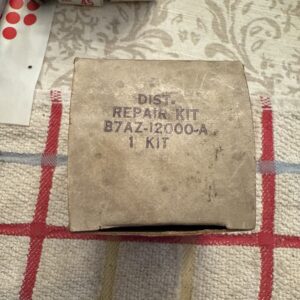 DIST.
REPAIR KIT
B7AZ-12000-A
1 KIT